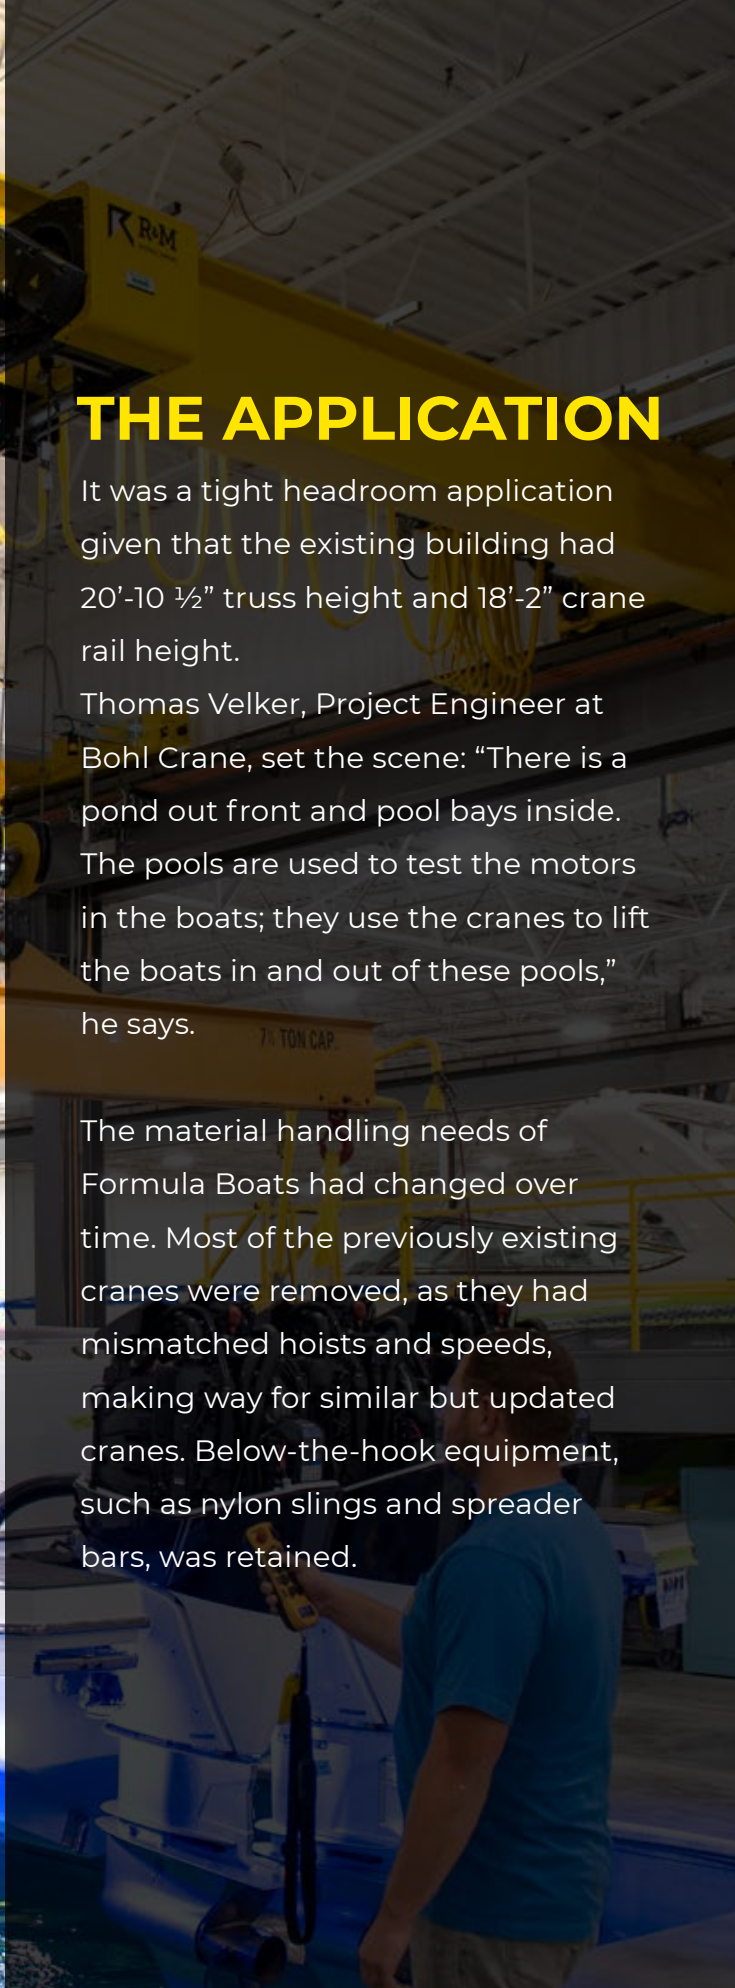 R&M
THE APPLICATION
It was a tight headroom application
given that the existing building had
20’-10 ½” truss height and 18’-2” crane
rail height.
Thomas Velker, Project Engineer at
Bohl Crane, set the scene: “There is a
pond out front and pool bays inside.
The pools are used to test the motors
in the boats; they use the cranes to lift
the boats in and out of these pools,”
he says.
7½ TON CAP.
The material handling needs of
Formula Boats had changed over
time. Most of the previously existing
cranes were removed, as they had
mismatched hoists and speeds,
making way for similar but updated
cranes. Below-the-hook equipment,
such as nylon slings and spreader
bars, was retained.